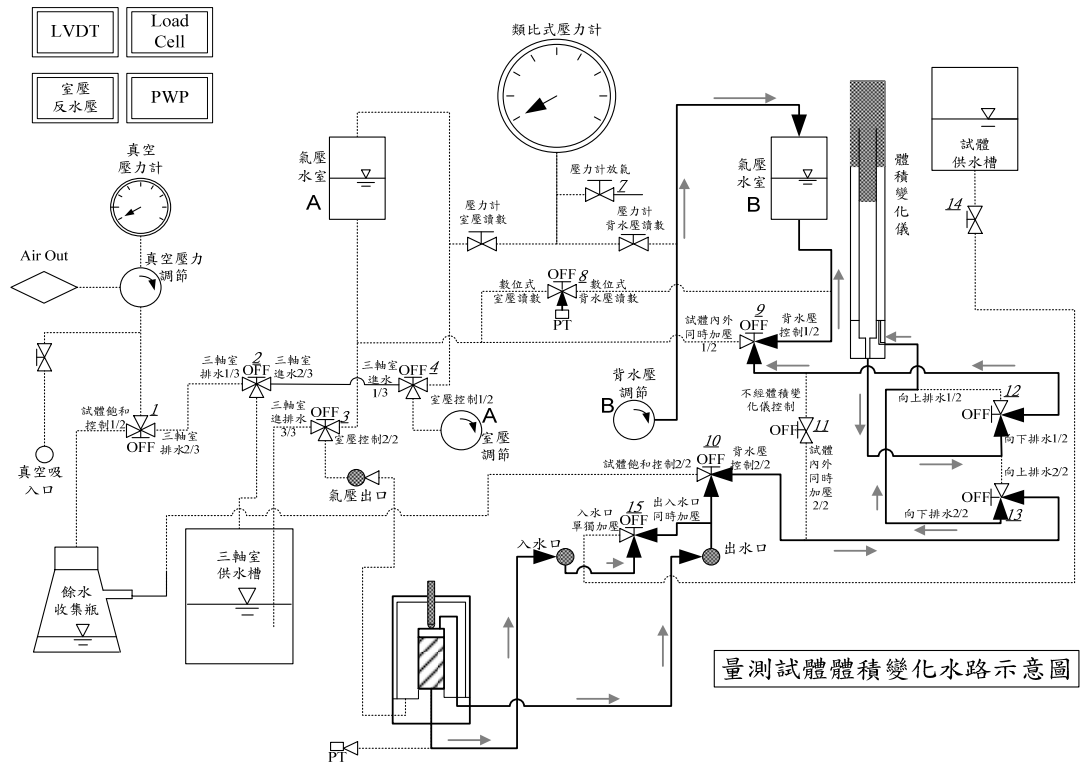 LVDT
Load
Cell
室壓
反水壓
PWP
真空
壓力計
Air Out
真空壓力
調節
真空吸
入口
試體飽和
控制1/2
1
OFF
三軸室
排水2/3
三軸室
排水1/3
2
OFF
三軸室
進水2/3
三軸室
進排水
3/3
3
OFF
室壓控制2/2
三軸室
進水
1/3
4
OFF
室壓控制1/2
A
室壓
調節
氣壓出口
氣壓
水室
A
類比式壓力計
壓力計放氣
7
壓力計
室壓讀數
壓力計
背水壓讀數
數位式
室壓讀數
OFF
8
數位式
背水壓讀數
PT
氣壓
水室
B
體積變化儀
試體
供水槽
14
試體內外
同時加壓
1/2
9
OFF
背水壓
控制1/2
背水壓
調節
B
不經體積變
化儀控制
OFF
11
試體內外同時加壓
2/2
向上排水1/2
12
OFF
向下排水1/2
向上排水2/2
OFF
13
向下排水2/2
試體飽和控制2/2
10
OFF
背水壓
控制2/2
入水口
單獨加壓
15
OFF
出入水口
同時加壓
入水口
出水口
餘水
收集瓶
三軸室
供水槽
PT
量測試體體積變化水路示意圖